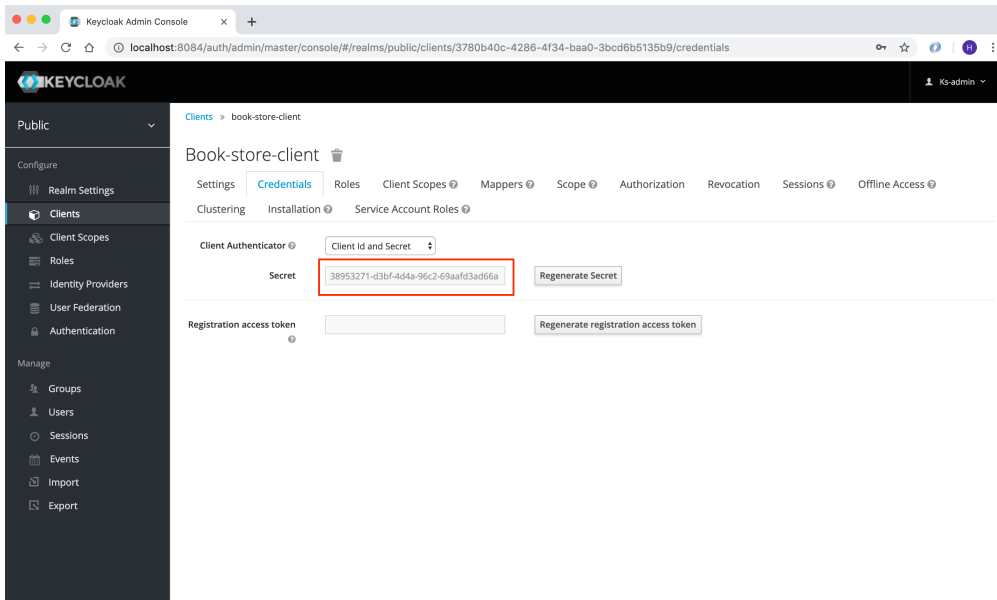 Keycloak Admin Console
localhost:8084/auth/admin/master/console/#/realms/public/clients/3780b40c-4286-4f34-baa0-3bcd6b5135b9/credentials
H
KEYCLOAK
Ks-admin
Public
Configure
Realm Settings
Clients
Client Scopes
Roles
Identity Providers
User Federation
Authentication
Manage
Groups
Users
Sessions
Events
Import
Export
Clients » book-store-client
Book-store-client
Settings Credentials Roles Client Scopes Mappers Scope Authorization Revocation Sessions Offline Access
Clustering Installation Service Account Roles
Client Authenticator Client Id and Secret
Secret 38953271-d3bf-4d4a-96c2-69aafd3ad66a Regenerate Secret
Registration access token Regenerate registration access token